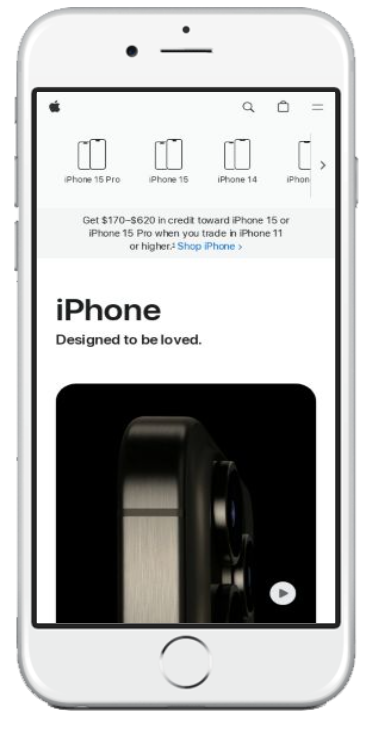 iPhone 15 Pro
iPhone 15
iPhone 14
iPhon
Get $170–$620 in credit toward iPhone 15 or
iPhone 15 Pro when you trade in iPhone 11
or higher.‡ Shop iPhone >
iPhone
Designed to be loved.